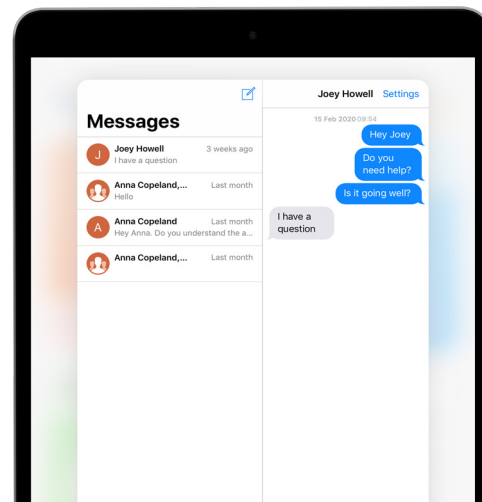 Messages
Joey Howell 3 weeks ago
I have a question
Anna Copeland,... Last month
Hello
Anna Copeland Last month
Hey Anna. Do you understand the a...
Anna Copeland,... Last month
J
A
Joey Howell Settings
15 Feb 2020 09:54
Hey Joey
Do you
need help?
Is it going well?
I have a
question